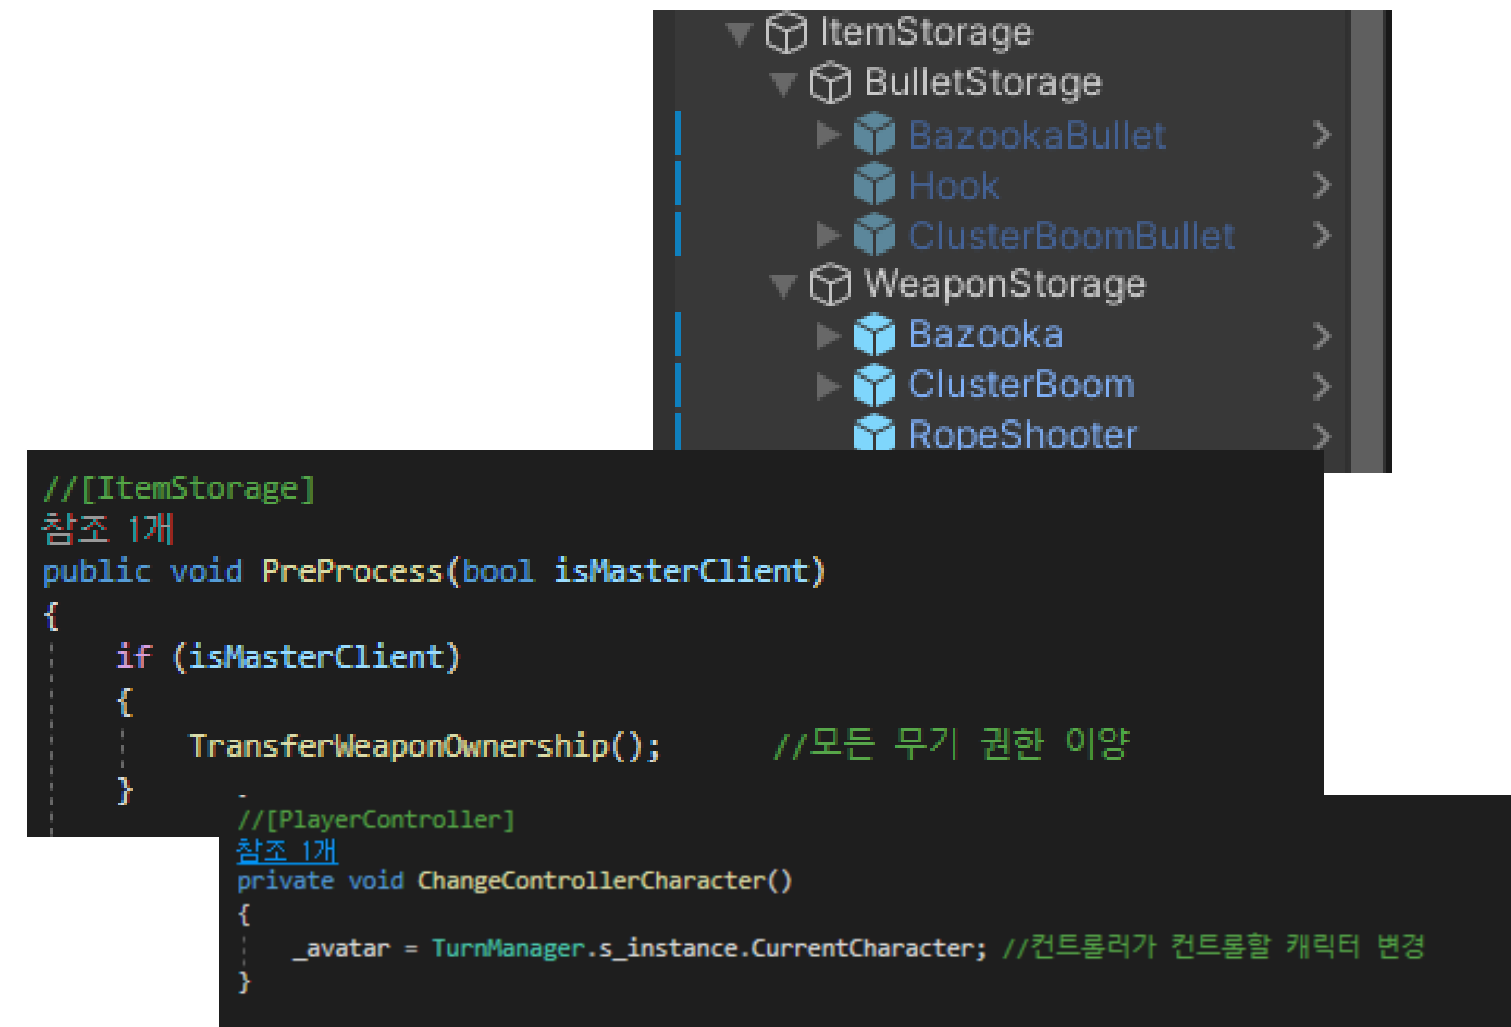 ItemStorage
BulletStorage
BazookaBullet
Hook
ClusterBoomBullet
WeaponStorage
Bazooka
ClusterBoom
RopeShooter
//[ItemStorage]
참조 1개
public void PreProcess(bool isMasterClient)
{
if (isMasterClient)
{
TransferWeaponOwnership(); //모든 무기 권한 이양
}
//[PlayerController]
참조 1개
private void ChangeControllerCharacter()
{
_avatar = TurnManager.s_instance.CurrentCharacter; //컨트롤러가 컨트롤할 캐릭터 변경
}